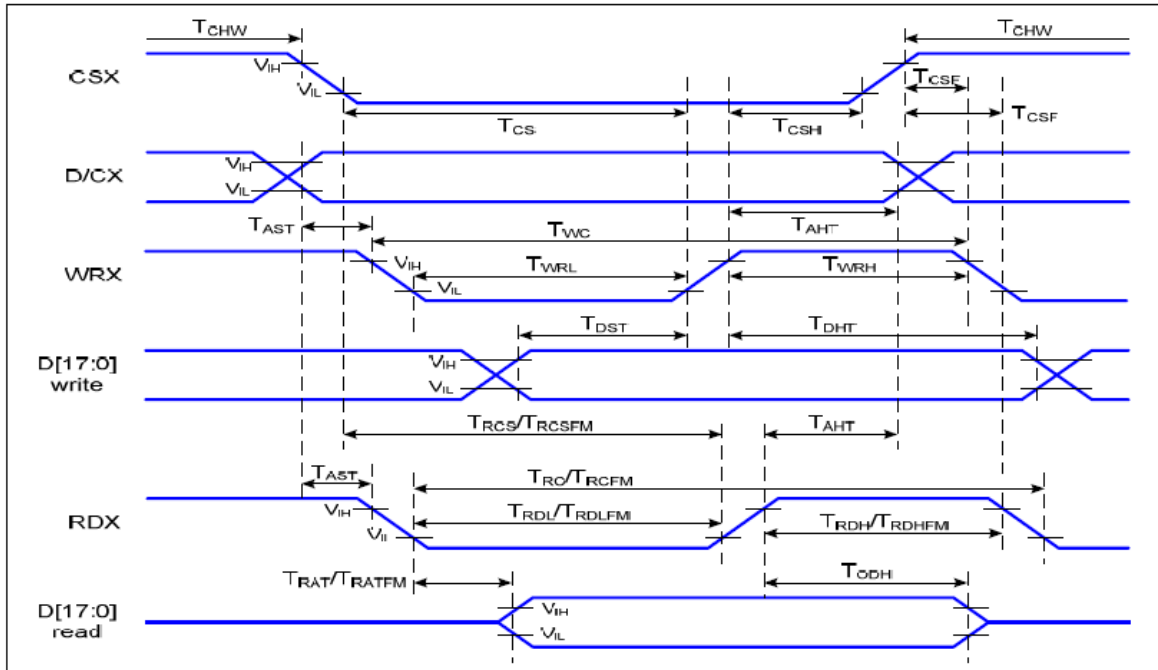 TCHW TCHW
CSX VIH
VIL
TCSF
TCS TCSH TCSF
D/CX VIH
VIL
TAST TWC TAHT
WRX VIH TWRL TWRH
VIL
TDST TDHT
D[17:0] VIH
write VIL
TRCS/TRCSFM TAHT
TAST TRC/TRCFM
RDX VIH TRDL/TRDLFM TRDH/TRDHFM
VIL
TRAT/TRATFM TODH
D[17:0] VIH
read VIL